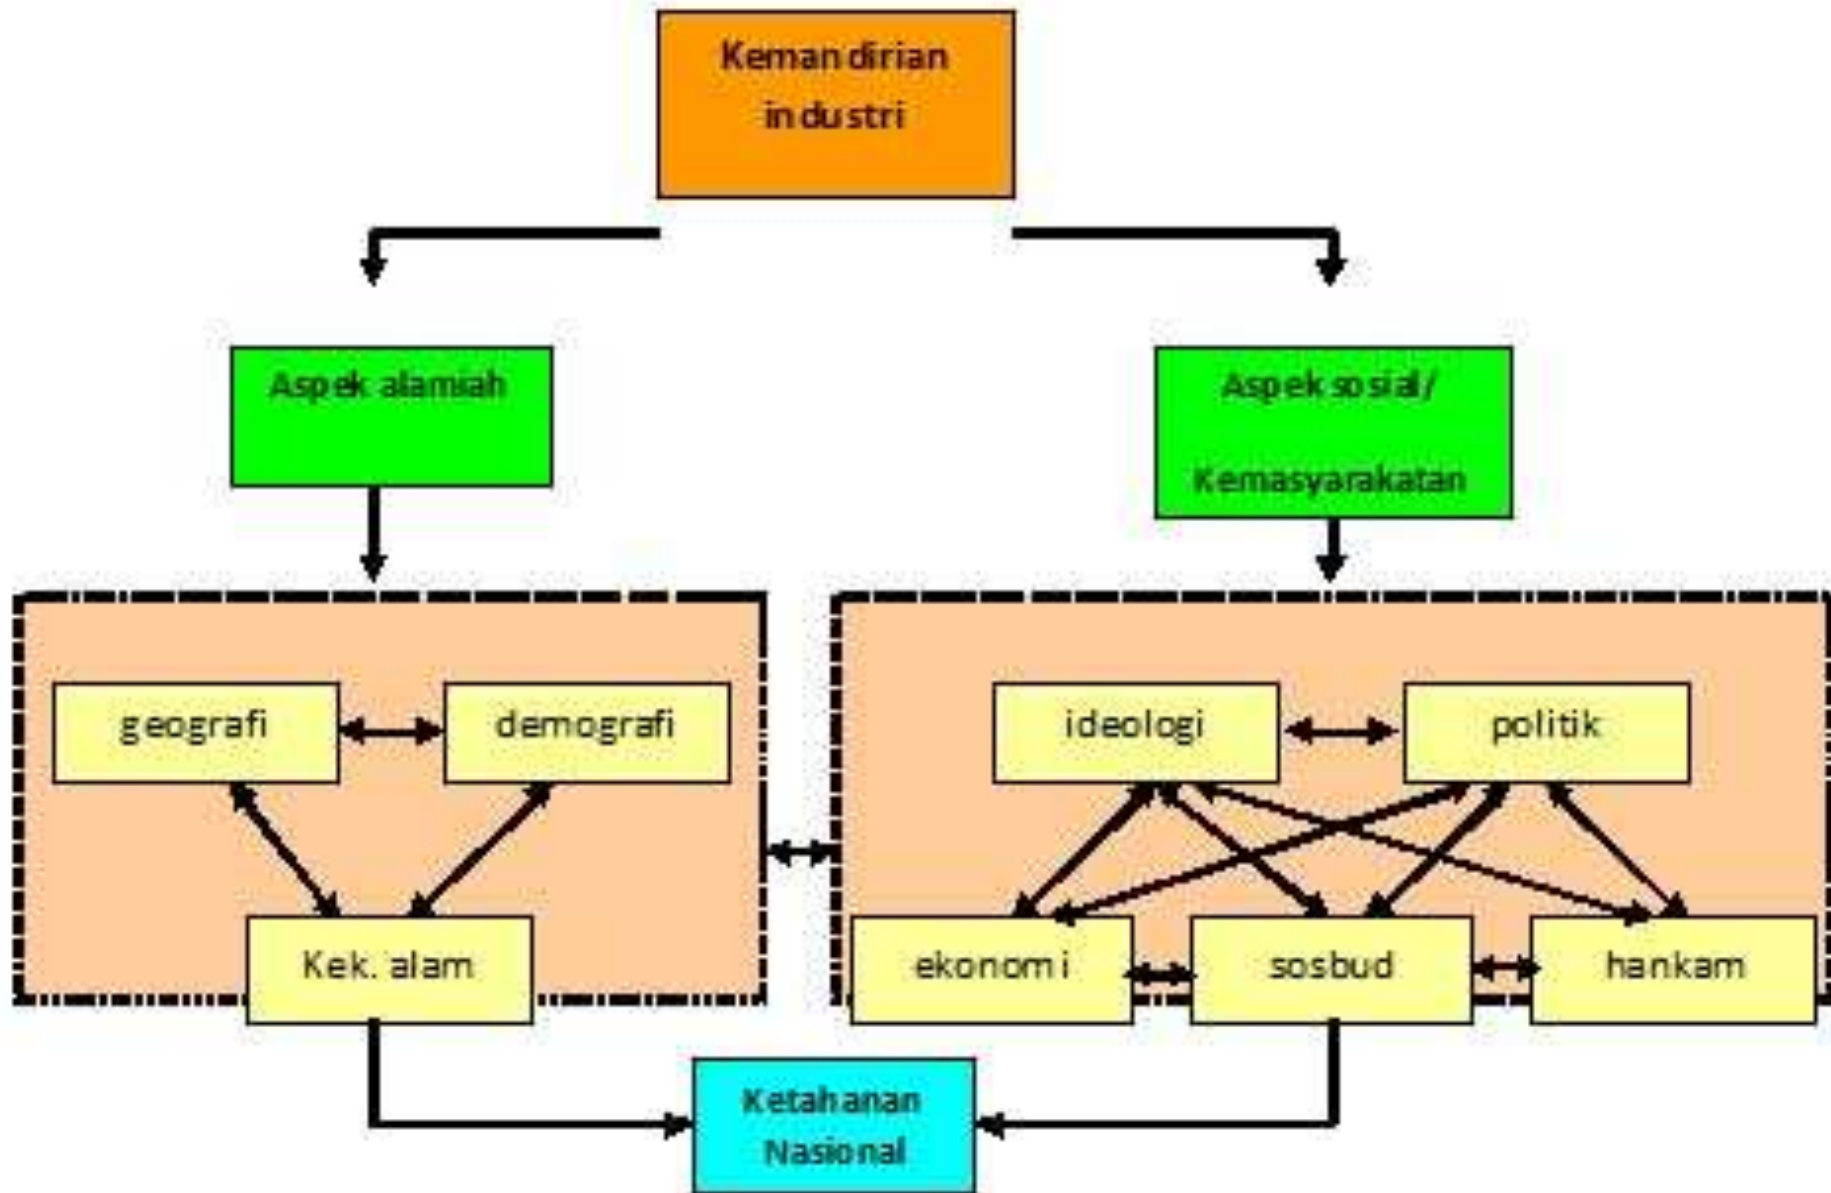 Kemandirian
industri
Aspek alamiah
Aspek sosial/
Kemasyarakatan
geografi
demografi
ideologi
politik
Kek. alam
ekonomi
sosbud
hankam
Ketahanan
Nasional